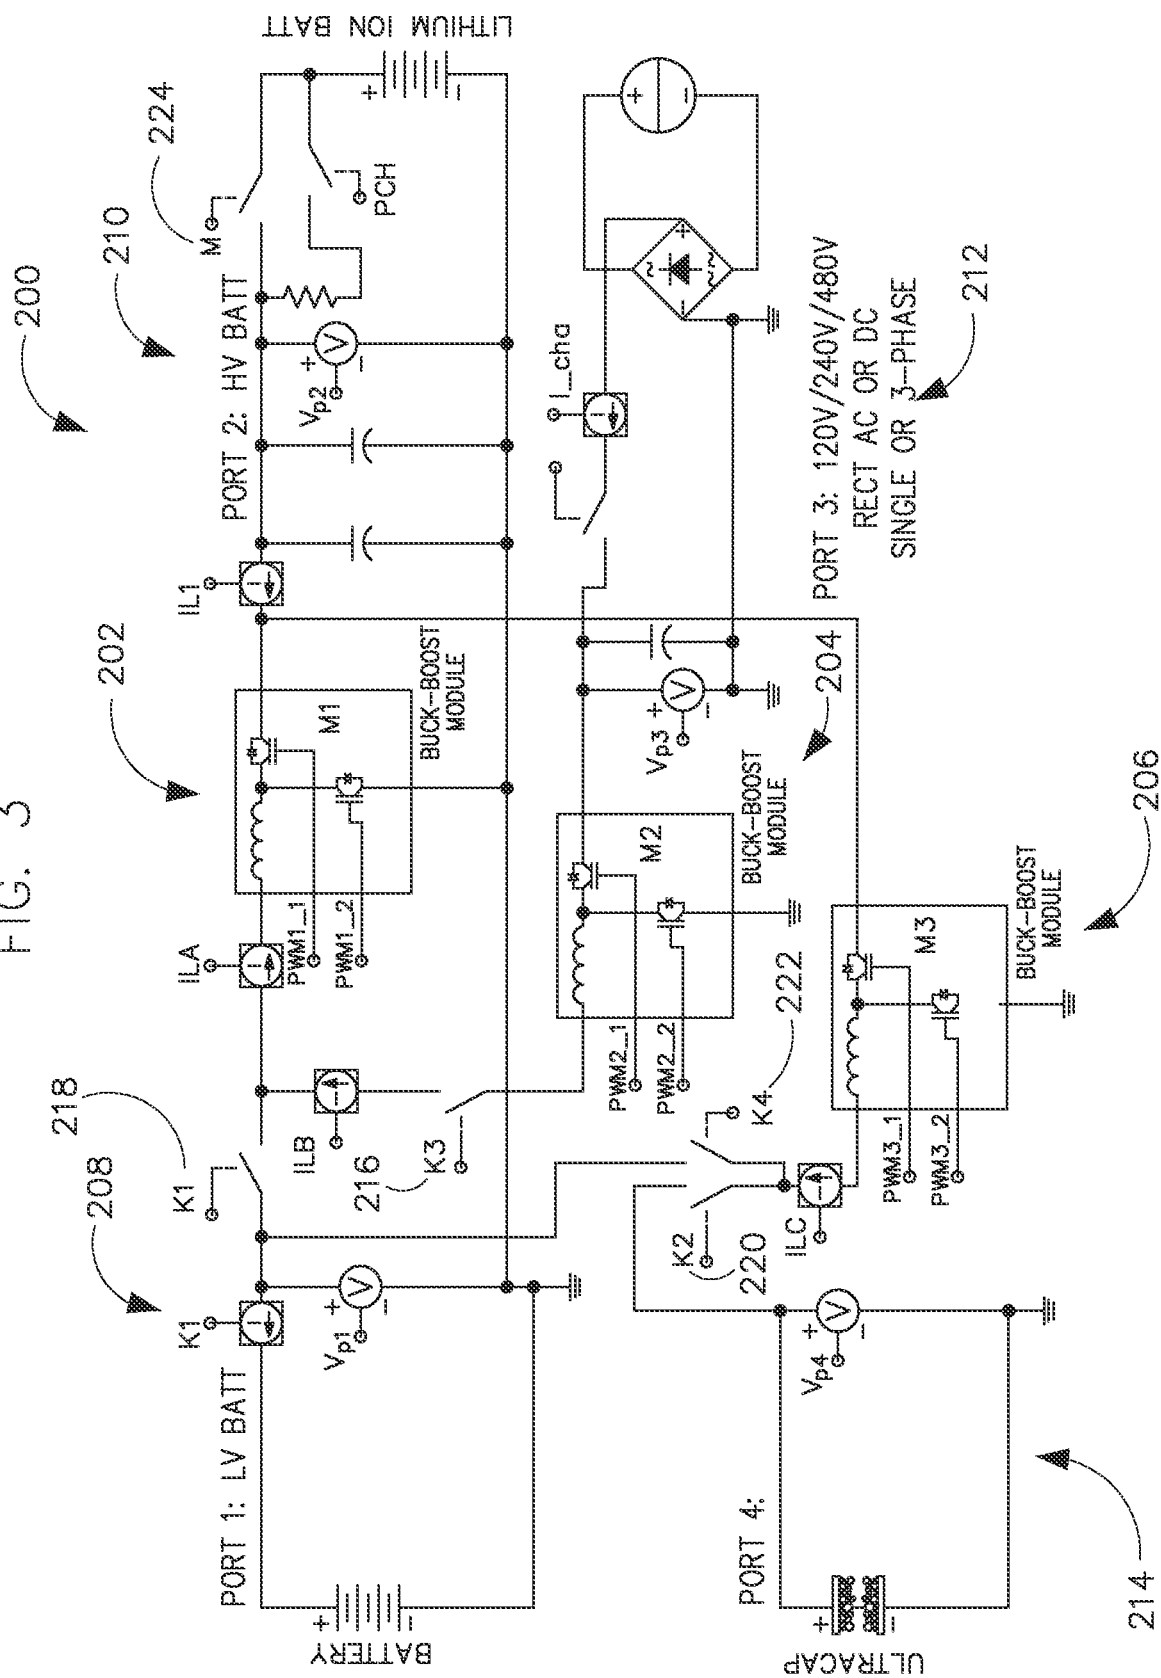 FIG. 3
200
210
224
202
218
208
M
PCH
LITHIUM ION BATT
PORT 2: HV BATT
Vp2
+
-
+
-
IL1
ILA
M1
BUCK-BOOST
MODULE
PWM1_1
PWM1_2
K1
K1
PORT 1: LV BATT
Vp1
V
+
-
+
-
BATTERY
ILB
216
K3
I_cha
+
-
+
-
~
~
PORT 3: 120V/240V/480V
RECT AC OR DC
SINGLE OR 3-PHASE
212
Vp3
V
+
-
204
M2
BUCK-BOOST
MODULE
PWM2_1
PWM2_2
222
K4
K2
220
ILC
M3
BUCK-BOOST
MODULE
206
PWM3_1
PWM3_2
PORT 4:
Vp4
V
+
-
+
-
ULTRACAP
214
V